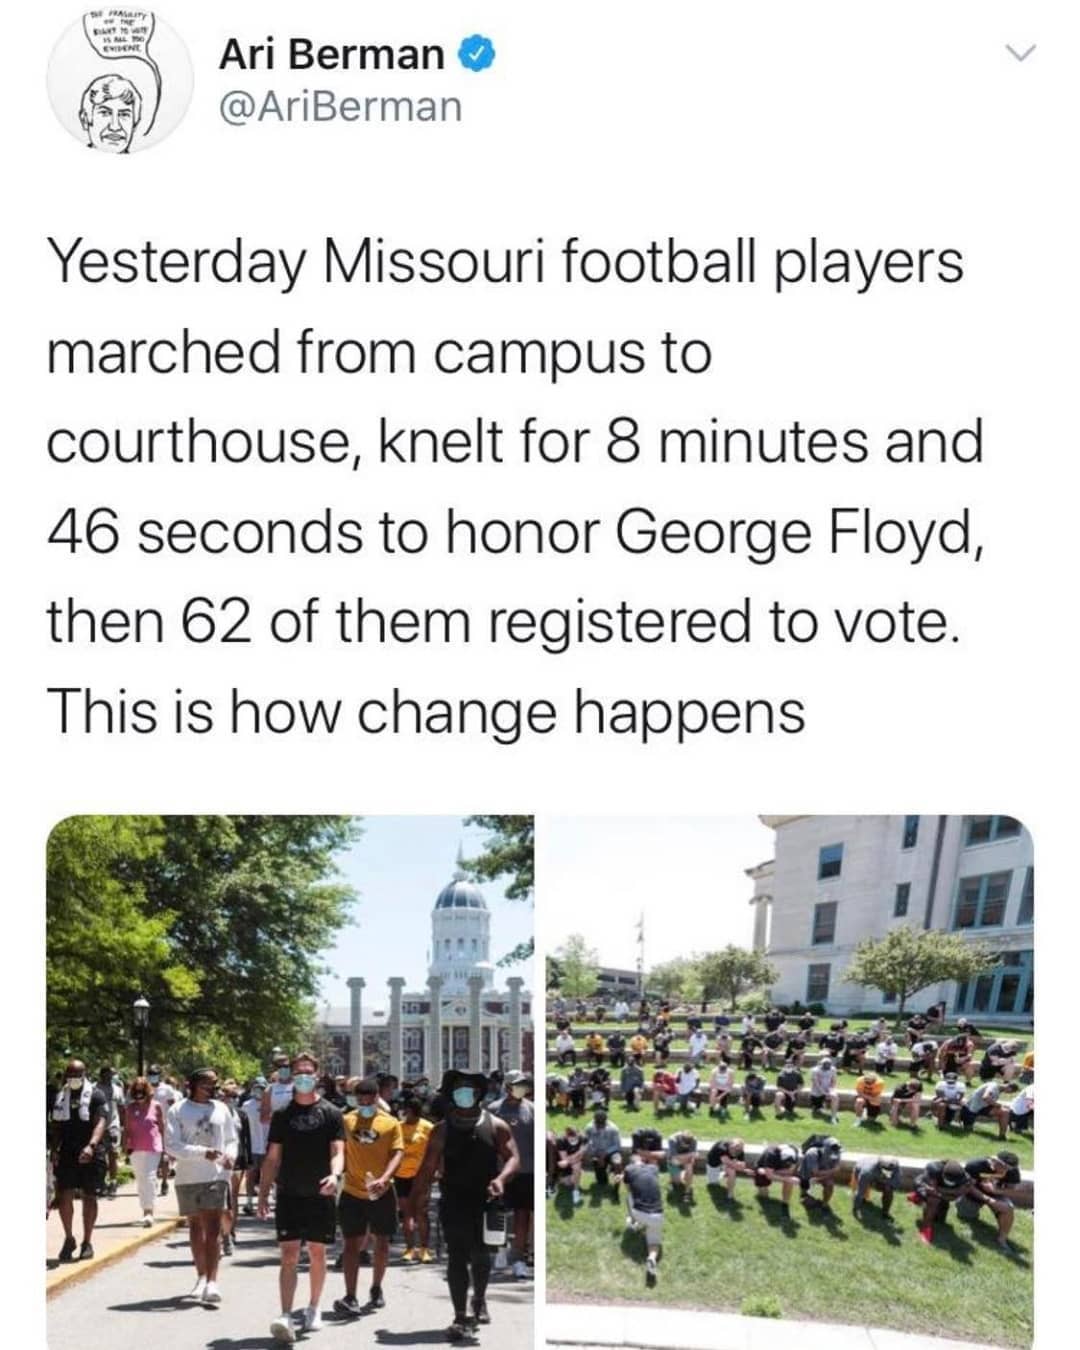 THE FRAGILITY
OF THE
RIGHT TO VOTE
IS ALL TOO
EVIDENT
Ari Berman
@AriBerman
Yesterday Missouri football players
marched from campus to
courthouse, knelt for 8 minutes and
46 seconds to honor George Floyd,
then 62 of them registered to vote.
This is how change happens